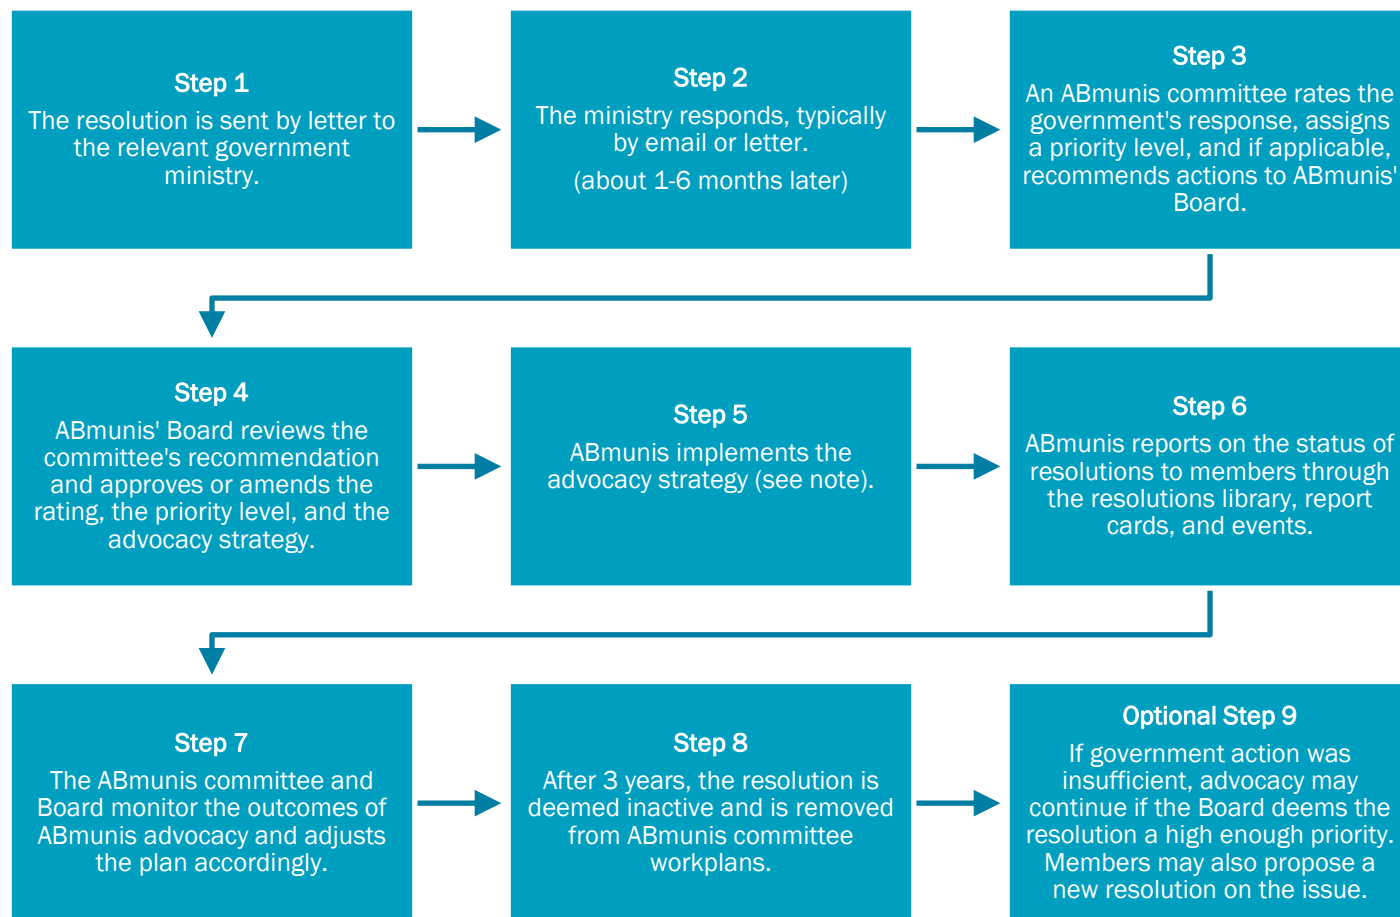 Step 1
The resolution is sent by letter to
the relevant government
ministry.
Step 2
The ministry responds, typically
by email or letter.
(about 1-6 months later)
Step 3
An ABmunis committee rates the
government's response, assigns
a priority level, and if applicable,
recommends actions to ABmunis'
Board.
Step 4
ABmunis' Board reviews the
committee's recommendation
and approves or amends the
rating, the priority level, and the
advocacy strategy.
Step 5
ABmunis implements the
advocacy strategy (see note).
Step 6
ABmunis reports on the status of
resolutions to members through
the resolutions library, report
cards, and events.
Step 7
The ABmunis committee and
Board monitor the outcomes of
ABmunis advocacy and adjusts
the plan accordingly.
Step 8
After 3 years, the resolution is
deemed inactive and is removed
from ABmunis committee
workplans.
Optional Step 9
If government action was
insufficient, advocacy may
continue if the Board deems the
resolution a high enough priority.
Members may also propose a
new resolution on the issue.